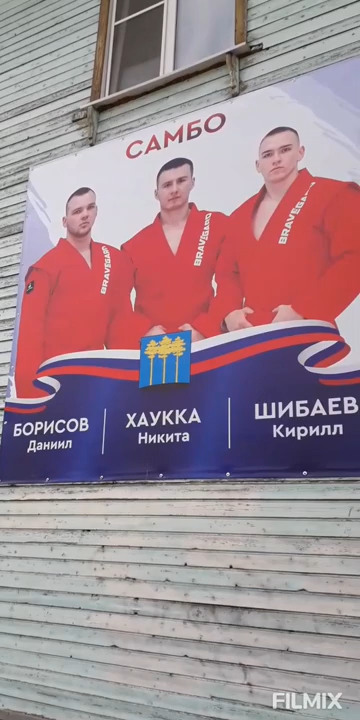 САМБО
BRAVEGARD
BRAVEGARD
BRAVEGARD
БОРИСОВ
Даниил
ХАУККА
Никита
ШИБАЕВ
Кирилл
FILMIX